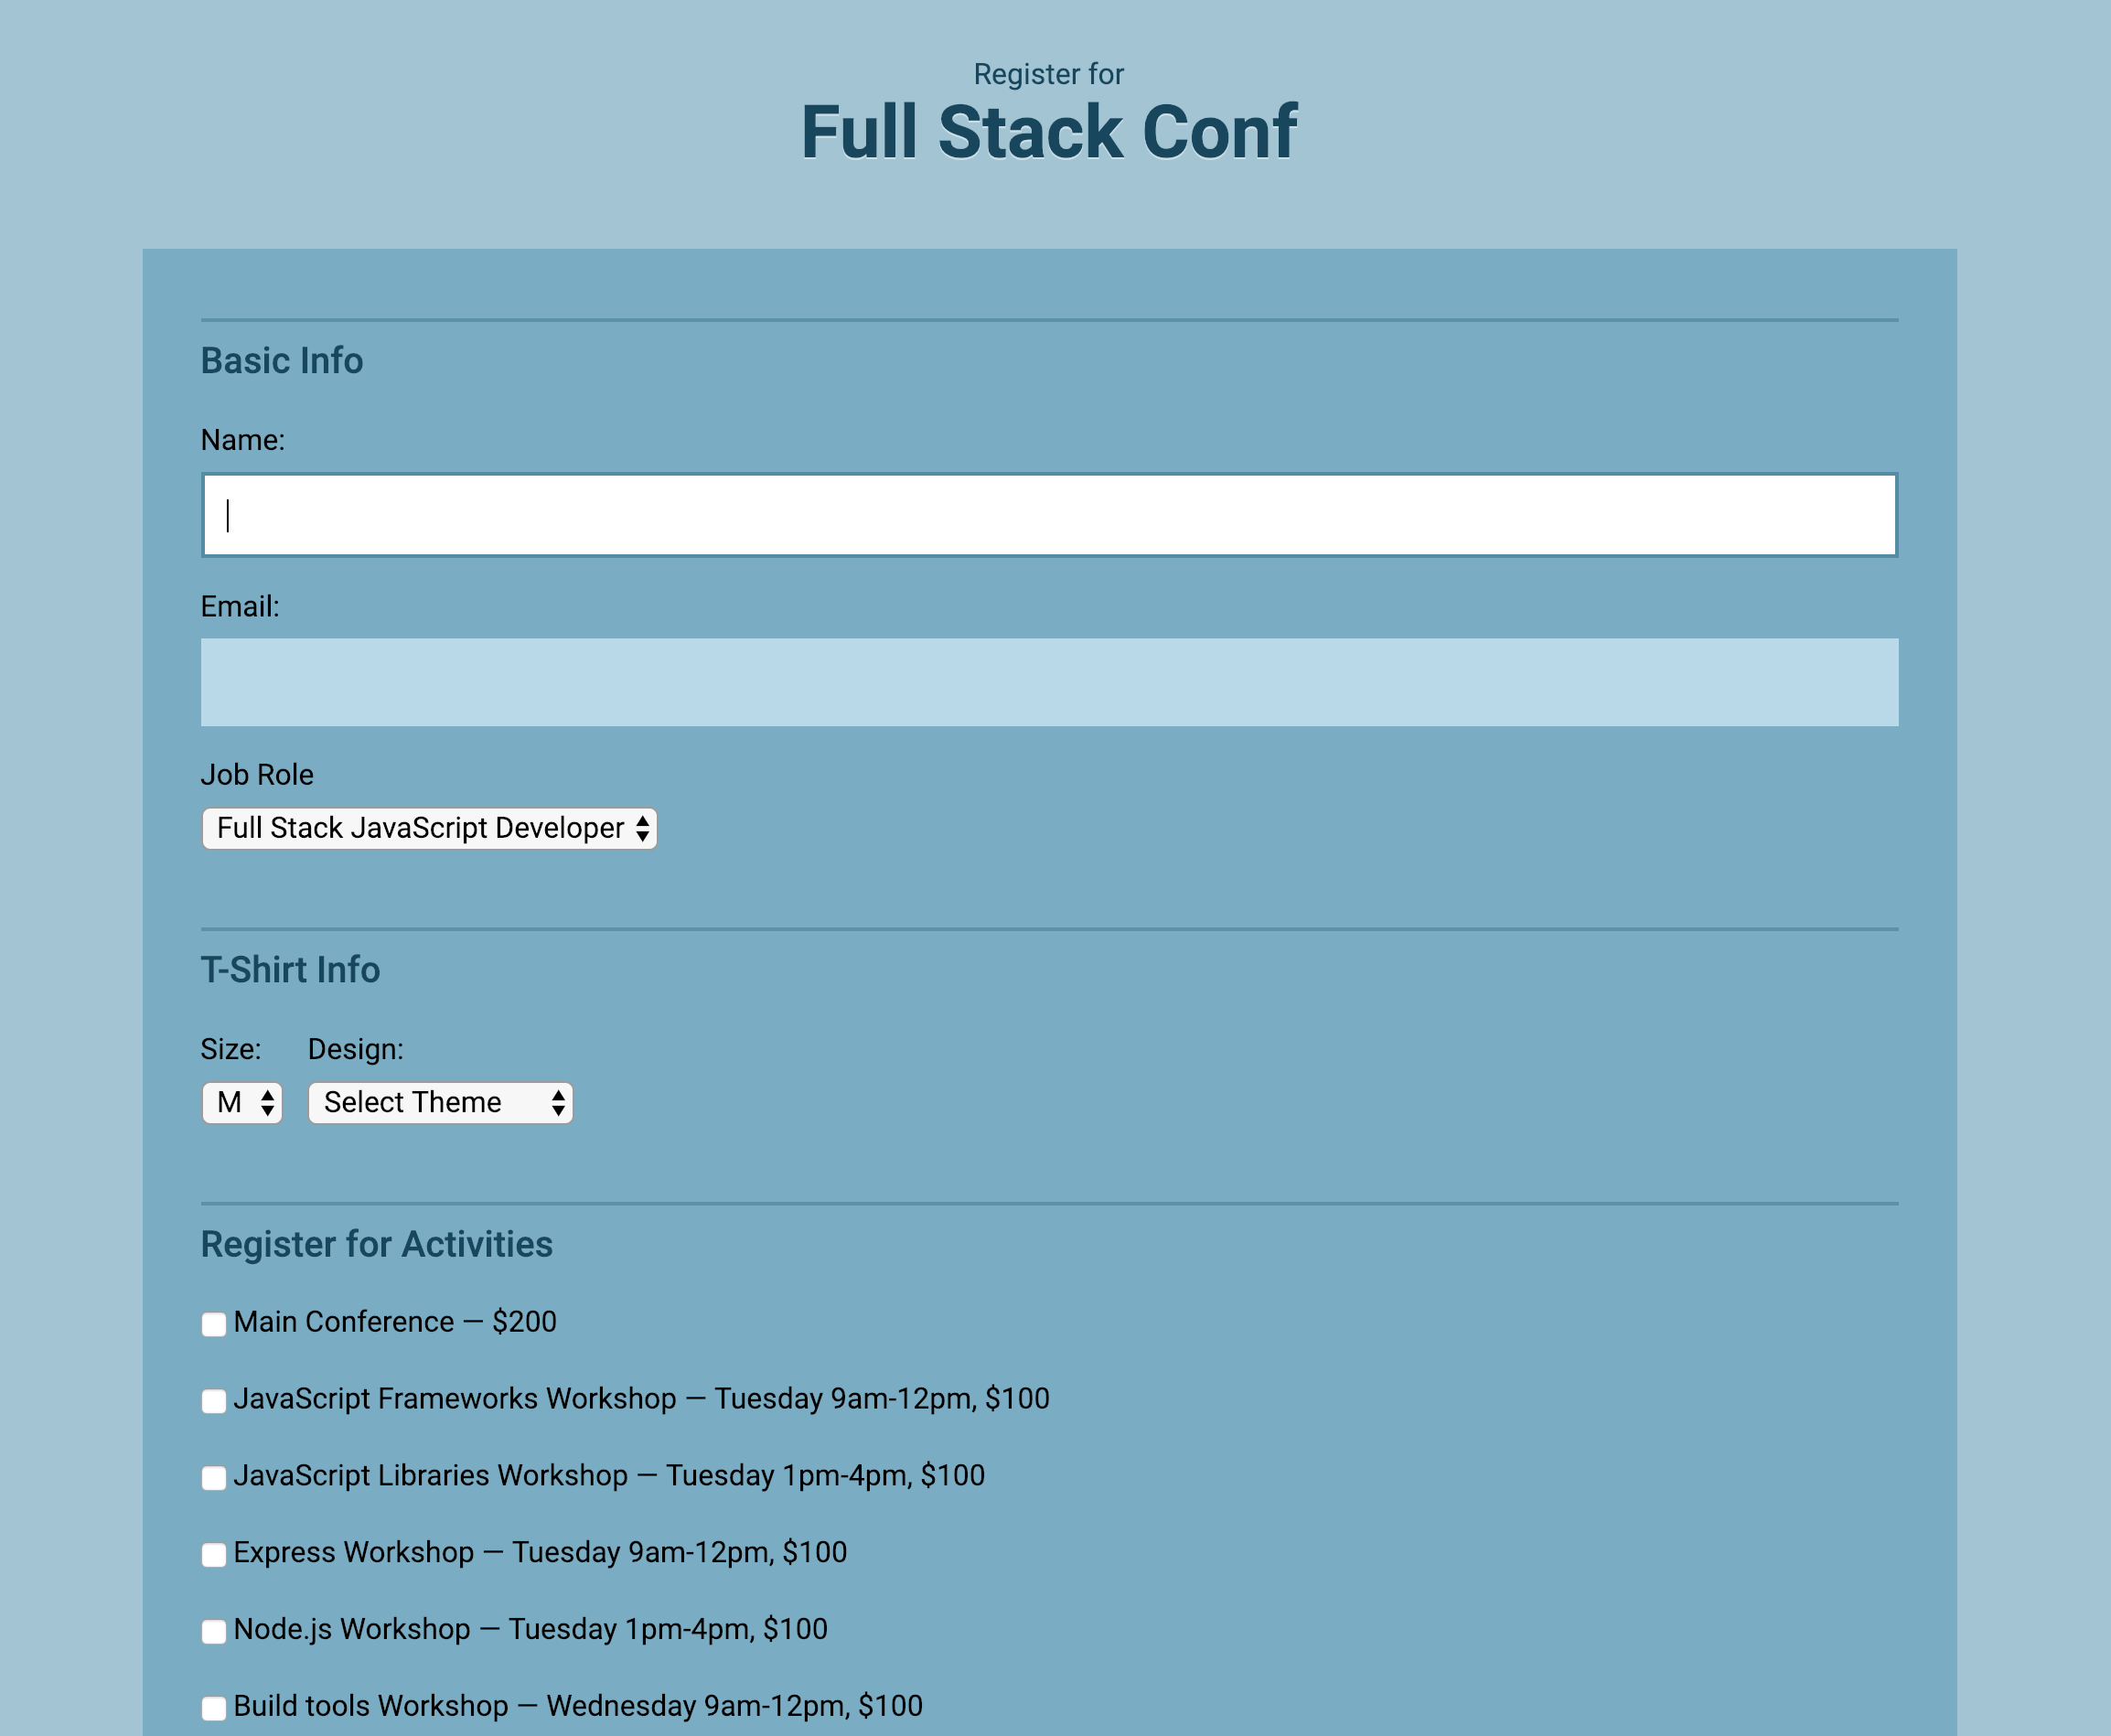 Register for
Full Stack Conf
Basic Info
Name:
Email:
Job Role
Full Stack JavaScript Developer
T-Shirt Info
Size: Design:
M Select Theme
Register for Activities
Main Conference — $200
JavaScript Frameworks Workshop — Tuesday 9am-12pm, $100
JavaScript Libraries Workshop — Tuesday 1pm-4pm, $100
Express Workshop — Tuesday 9am-12pm, $100
Node.js Workshop — Tuesday 1pm-4pm, $100
Build tools Workshop — Wednesday 9am-12pm, $100